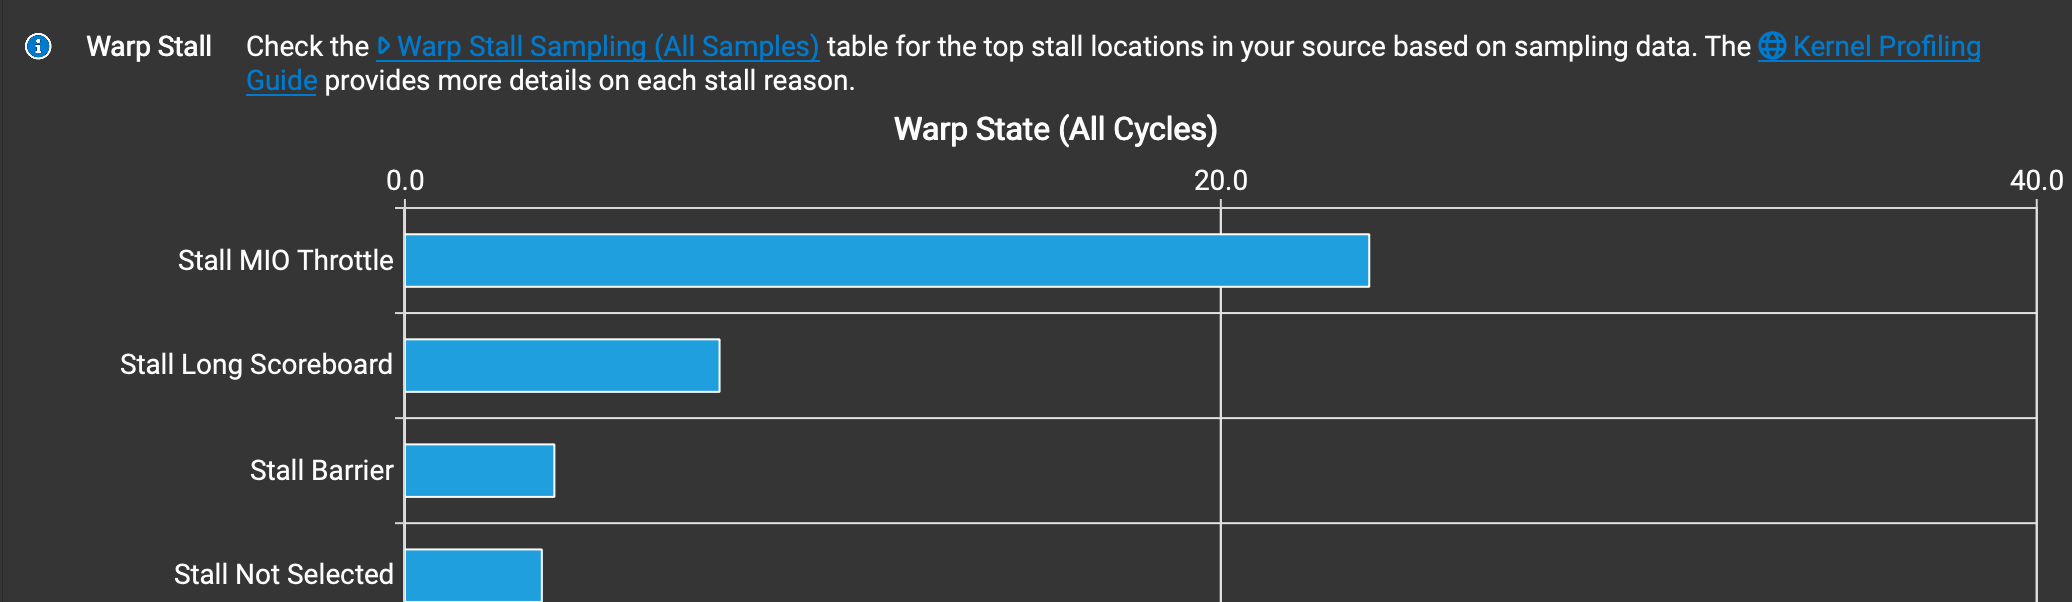 Warp Stall Check the Warp Stall Sampling (All Samples) table for the top stall locations in your source based on sampling data. The Kernel Profiling
Guide provides more details on each stall reason.
Warp State (All Cycles)
0.0 20.0 40.0
Stall MIO Throttle
Stall Long Scoreboard
Stall Barrier
Stall Not Selected